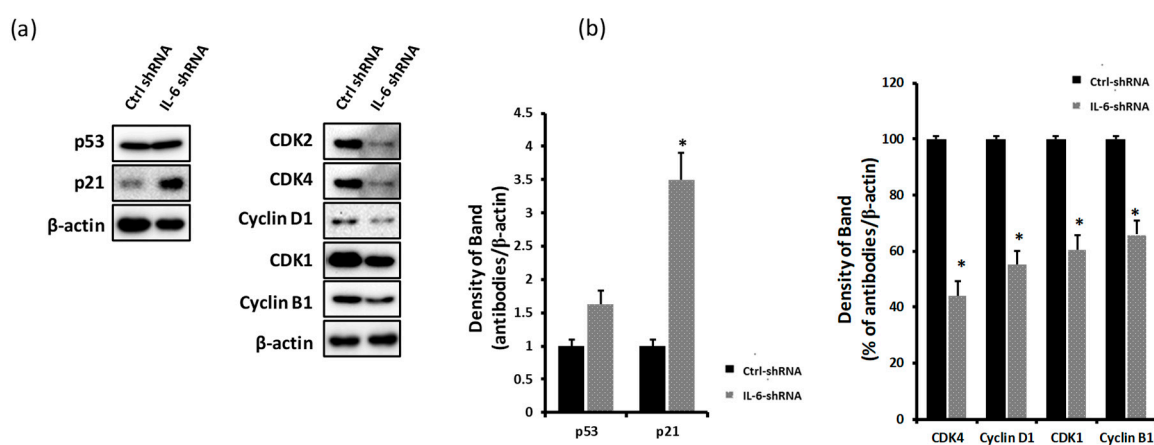 (a)
Ctrl shRNA
IL-6 shRNA
p53
p21
β-actin
Ctrl shRNA
IL-6 shRNA
CDK2
CDK4
Cyclin D1
CDK1
Cyclin B1
β-actin
(b)
Density of Band
(antibodies/β-actin)
4.5
4
3.5
3
2.5
2
1.5
1
0.5
0
*
p53
p21
Ctrl-shRNA
IL-6-shRNA
Density of Band
(% of antibodies/β-actin)
120
100
80
60
40
20
0
Ctrl-shRNA
IL-6-shRNA
*
*
*
*
CDK4
Cyclin D1
CDK1
Cyclin B1